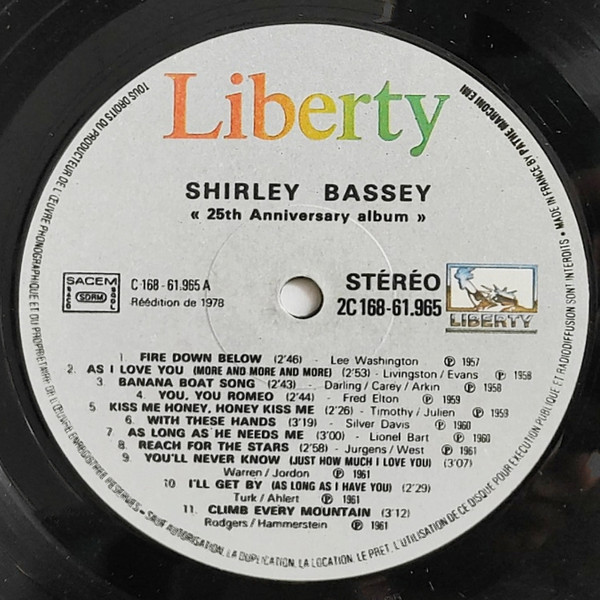 Liberty
SHIRLEY BASSEY
« 25th Anniversary album »
SACEM
SDRM
C 168 - 61.965 A
Réédition de 1978
STÉRÉO
2C 168-61.965
LIBERTY
1. FIRE DOWN BELOW (2'46) - Lee Washington ℗ 1957
2. AS I LOVE YOU (MORE AND MORE AND MORE) (2'53) - Livingston / Evans ℗ 1958
3. BANANA BOAT SONG (2'43) - Darling / Carey / Arkin ℗ 1958
4. YOU, YOU ROMEO (2'44) - Fred Elton ℗ 1959
5. KISS ME HONEY, HONEY KISS ME (2'26) - Timothy / Julien ℗ 1959
6. WITH THESE HANDS (3'19) - Silver Davis ℗ 1960
7. AS LONG AS HE NEEDS ME (3'00) - Lionel Bart ℗ 1960
8. REACH FOR THE STARS (2'58) - Jurgens / West ℗ 1961
9. YOU'LL NEVER KNOW (JUST HOW MUCH I LOVE YOU) (3'07)
Warren / Jordon ℗ 1961
10. I'LL GET BY (AS LONG AS I HAVE YOU) (2'29)
Turk / Ahlert ℗ 1961
11. CLIMB EVERY MOUNTAIN (3'12)
Rodgers / Hammerstein ℗ 1961
TOUS DROITS DU PRODUCTEUR DE L'ŒUVRE PHONOGRAPHIQUE ET DU PROPRIÉTAIRE DE L'ŒUVRE ENREGISTRÉE RÉSERVÉS - SAUF AUTORISATION, LA DUPLICATION, LA LOCATION, LE PRÊT, L'UTILISATION DE CE DISQUE POUR EXÉCUTION PUBLIQUE ET RADIODIFFUSION SONT INTERDITS • MADE IN FRANCE BY PATHE MARCONI EMI